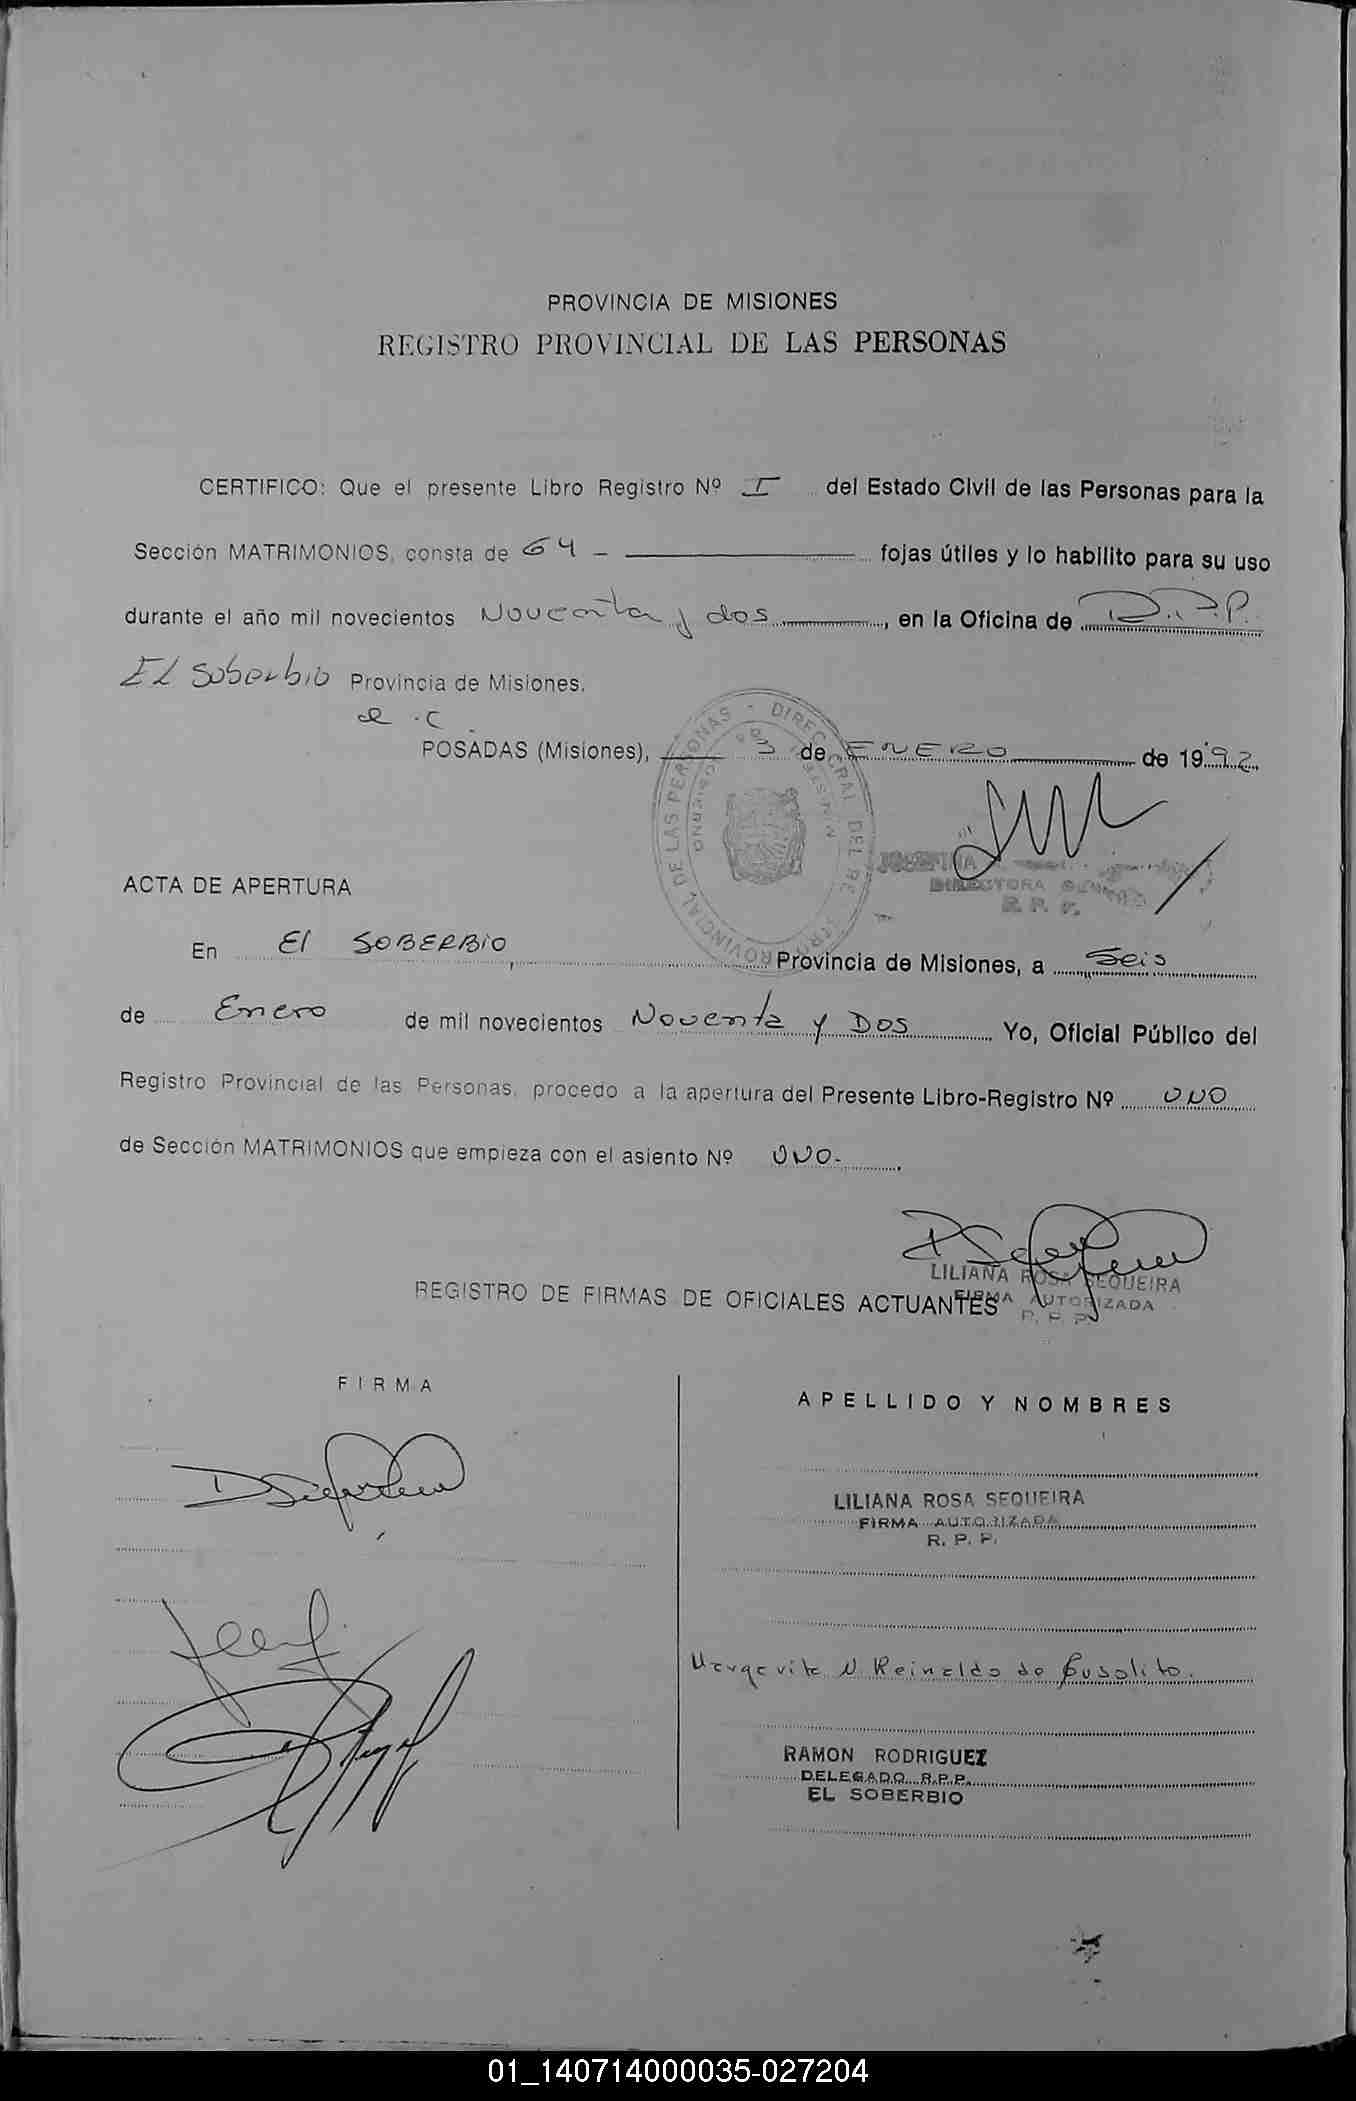 PROVINCIA DE MISIONES
REGISTRO PROVINCIAL DE LAS PERSONAS
CERTIFICO: Que el presente Libro Registro Nº I del Estado Civil de las Personas para la
Sección MATRIMONIOS, consta de 64 - fojas útiles y lo habilito para su uso
durante el año mil novecientos Noventa y dos, en la Oficina de
El Soberbio Provincia de Misiones.
POSADAS (Misiones), 3 de ENERO de 1992.
DIRECTORA
R. P. P.
ACTA DE APERTURA
En El SOBERBIO, Provincia de Misiones, a Seis
de Enero de mil novecientos Noventa y Dos Yo, Oficial Público del
Registro Provincial de las Personas, procedo a la apertura del Presente Libro-Registro Nº UNO
de Sección MATRIMONIOS que empieza con el asiento Nº UNO-.
LILIANA ROSA SEQUEIRA
FIRMA AUTORIZADA
R. P. P.
REGISTRO DE FIRMAS DE OFICIALES ACTUANTES
FIRMA
APELLIDO Y NOMBRES
LILIANA ROSA SEQUEIRA
FIRMA AUTORIZADA
R. P. P.
Margarita N. Reinaldo de
RAMON RODRIGUEZ
DELEGADO R.P.P.
EL SOBERBIO
01_140714000035-027204